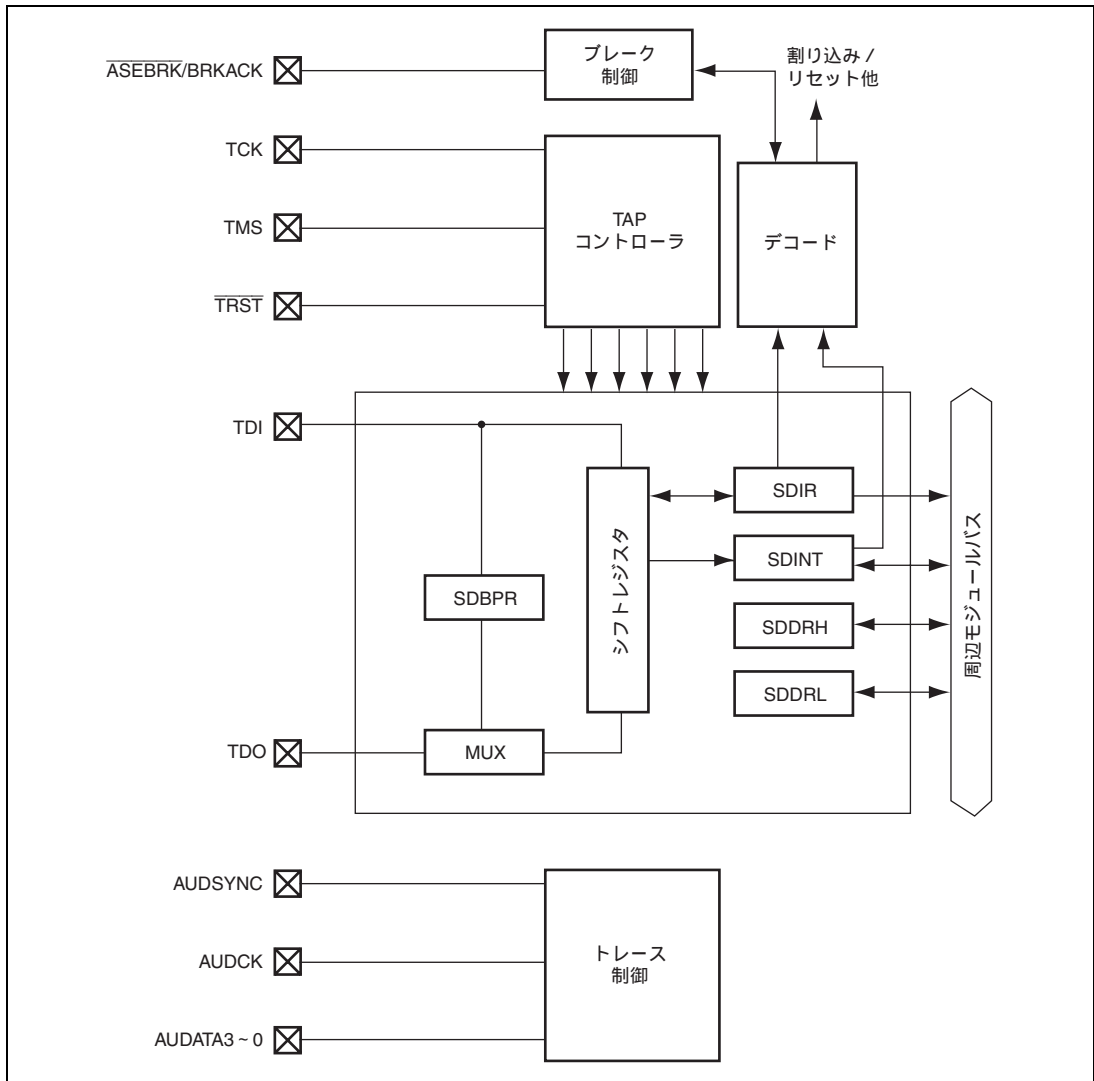 ASEBRK/BRKACK
ブレーク
制御
割り込み /
リセット他
TCK
TMS
TRST
TAP
コントローラ
デコード
TDI
TDO
SDBPR
MUX
シフトレジスタ
SDIR
SDINT
SDDRH
SDDRL
周辺モジュールバス
AUDSYNC
AUDCK
AUDATA3 ~ 0
トレース
制御